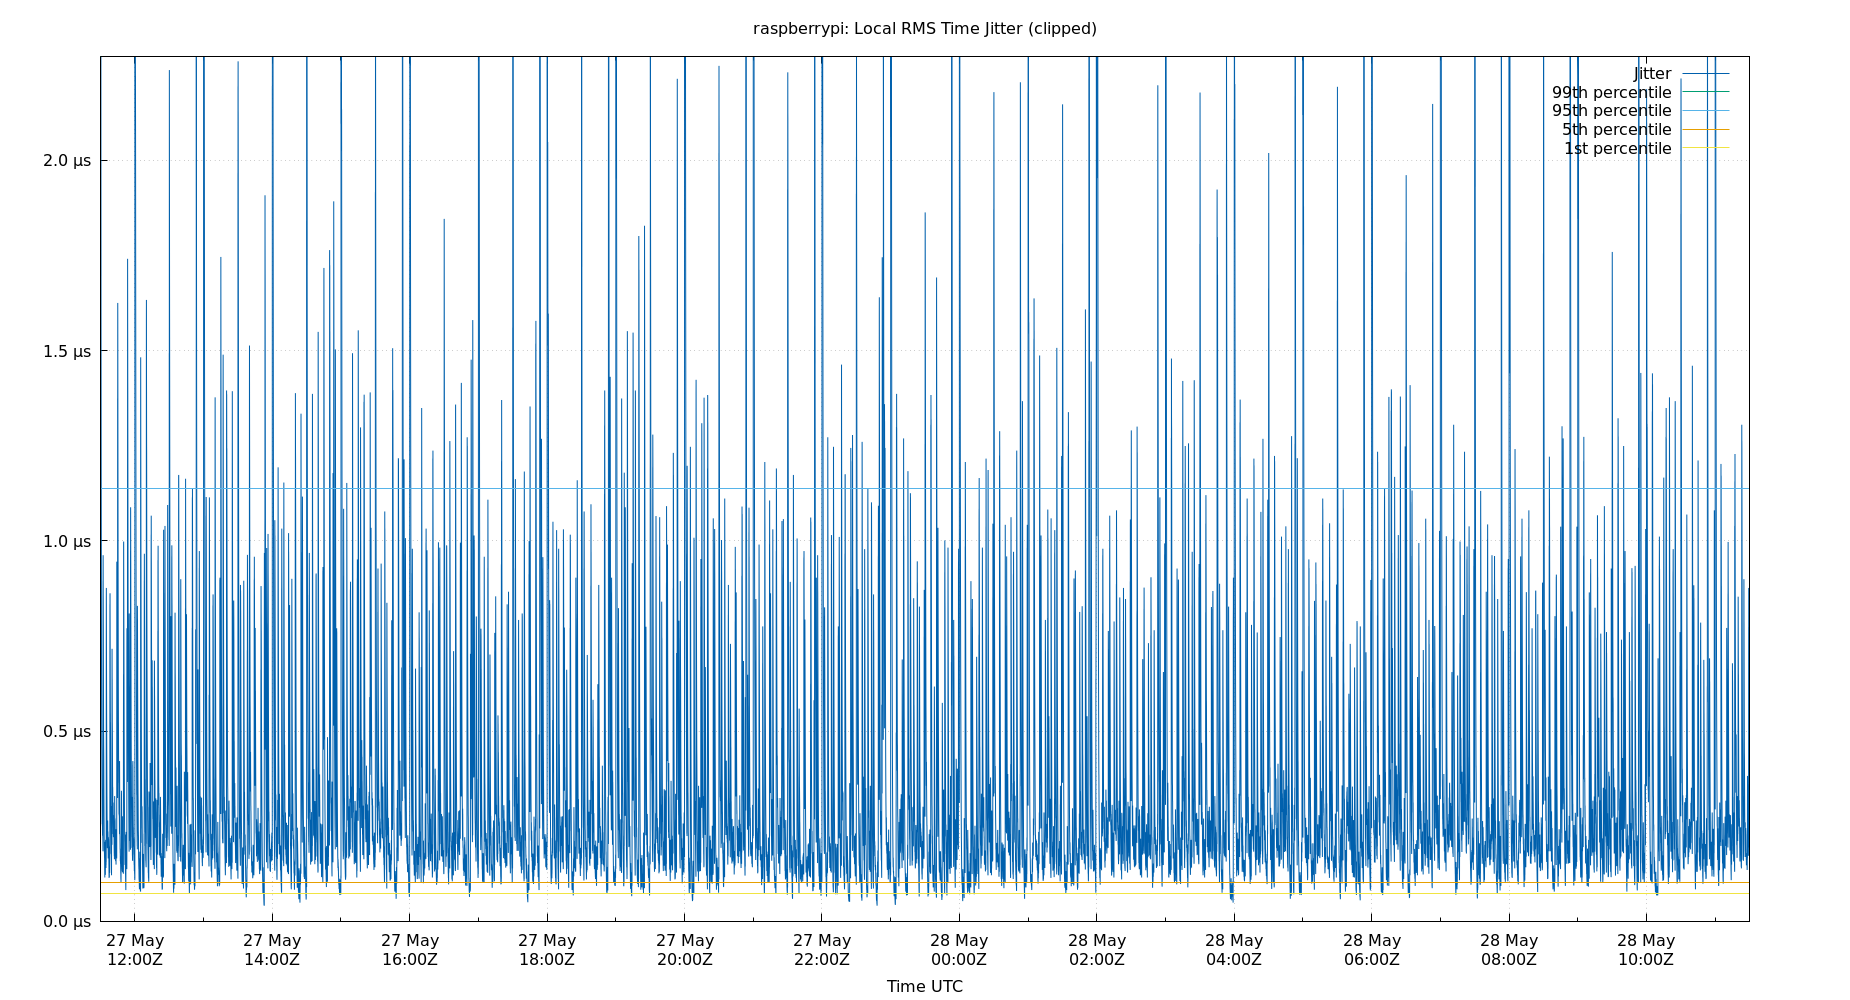 raspberrypi: Local RMS Time Jitter (clipped)
Jitter
99th percentile
95th percentile
5th percentile
1st percentile
2.0 µs
1.5 µs
1.0 µs
0.5 µs
0.0 µs
27 May 27 May 27 May 27 May 27 May 27 May 28 May 28 May 28 May 28 May 28 May 28 May
12:00Z 14:00Z 16:00Z 18:00Z 20:00Z 22:00Z 00:00Z 02:00Z 04:00Z 06:00Z 08:00Z 10:00Z
Time UTC